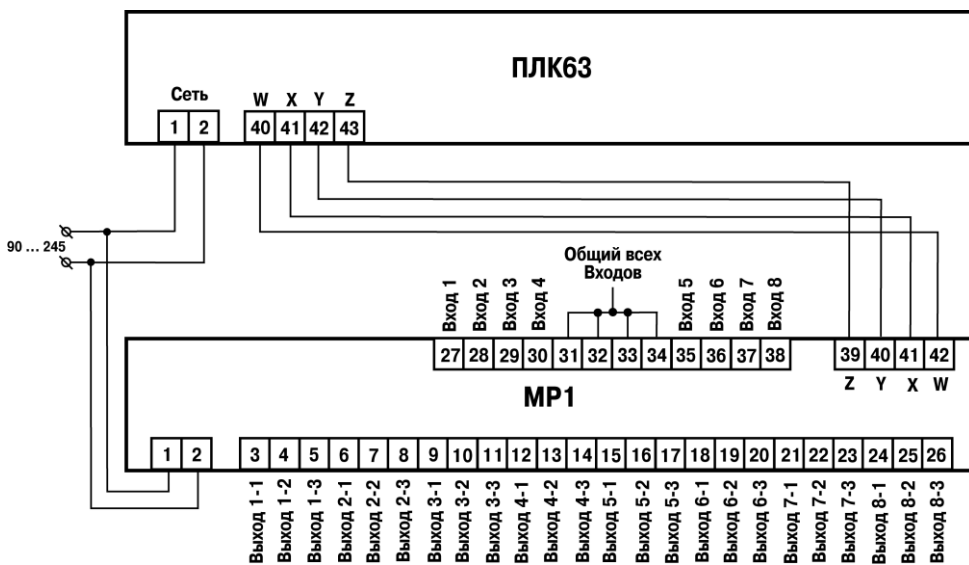 ПЛК63
Сеть
W X Y Z
1 2 40 41 42 43
90 ... 245
Общий всех
Входов
Вход 1
Вход 2
Вход 3
Вход 4
Вход 5
Вход 6
Вход 7
Вход 8
27 28 29 30 31 32 33 34 35 36 37 38 39 40 41 42
Z Y X W
МР1
1 2 3 4 5 6 7 8 9 10 11 12 13 14 15 16 17 18 19 20 21 22 23 24 25 26
Выход 1-1
Выход 1-2
Выход 1-3
Выход 2-1
Выход 2-2
Выход 2-3
Выход 3-1
Выход 3-2
Выход 3-3
Выход 4-1
Выход 4-2
Выход 4-3
Выход 5-1
Выход 5-2
Выход 5-3
Выход 6-1
Выход 6-2
Выход 6-3
Выход 7-1
Выход 7-2
Выход 7-3
Выход 8-1
Выход 8-2
Выход 8-3